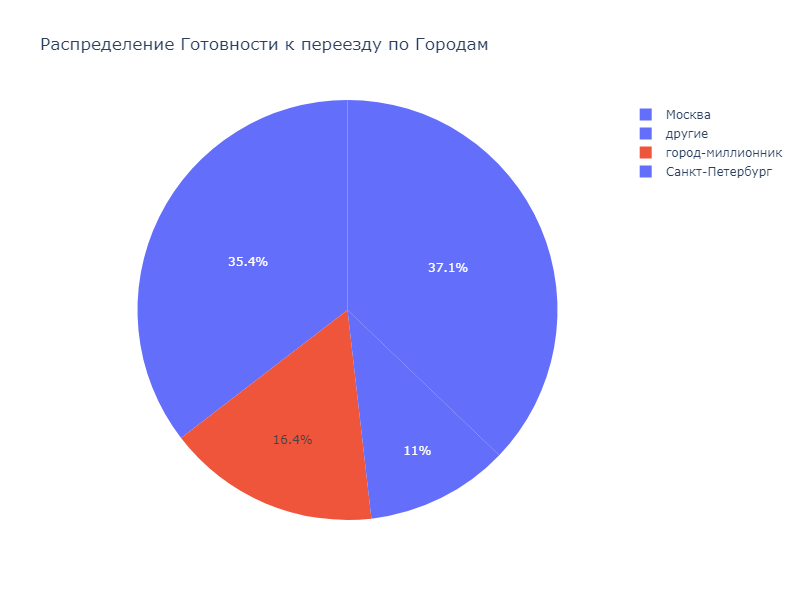 Распределение Готовности к переезду по Городам
Москва
другие
город-миллионник
Санкт-Петербург
35.4%
37.1%
16.4%
11%